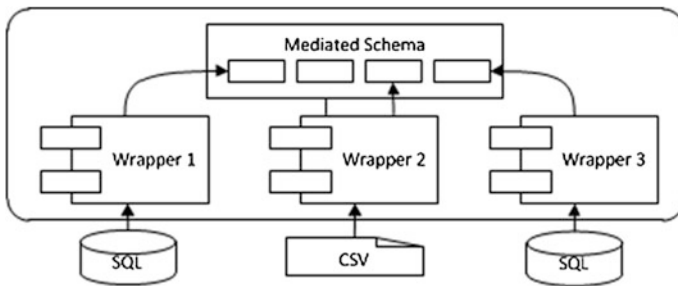 Mediated Schema
Wrapper 1
Wrapper 2
Wrapper 3
SQL
CSV
SQL